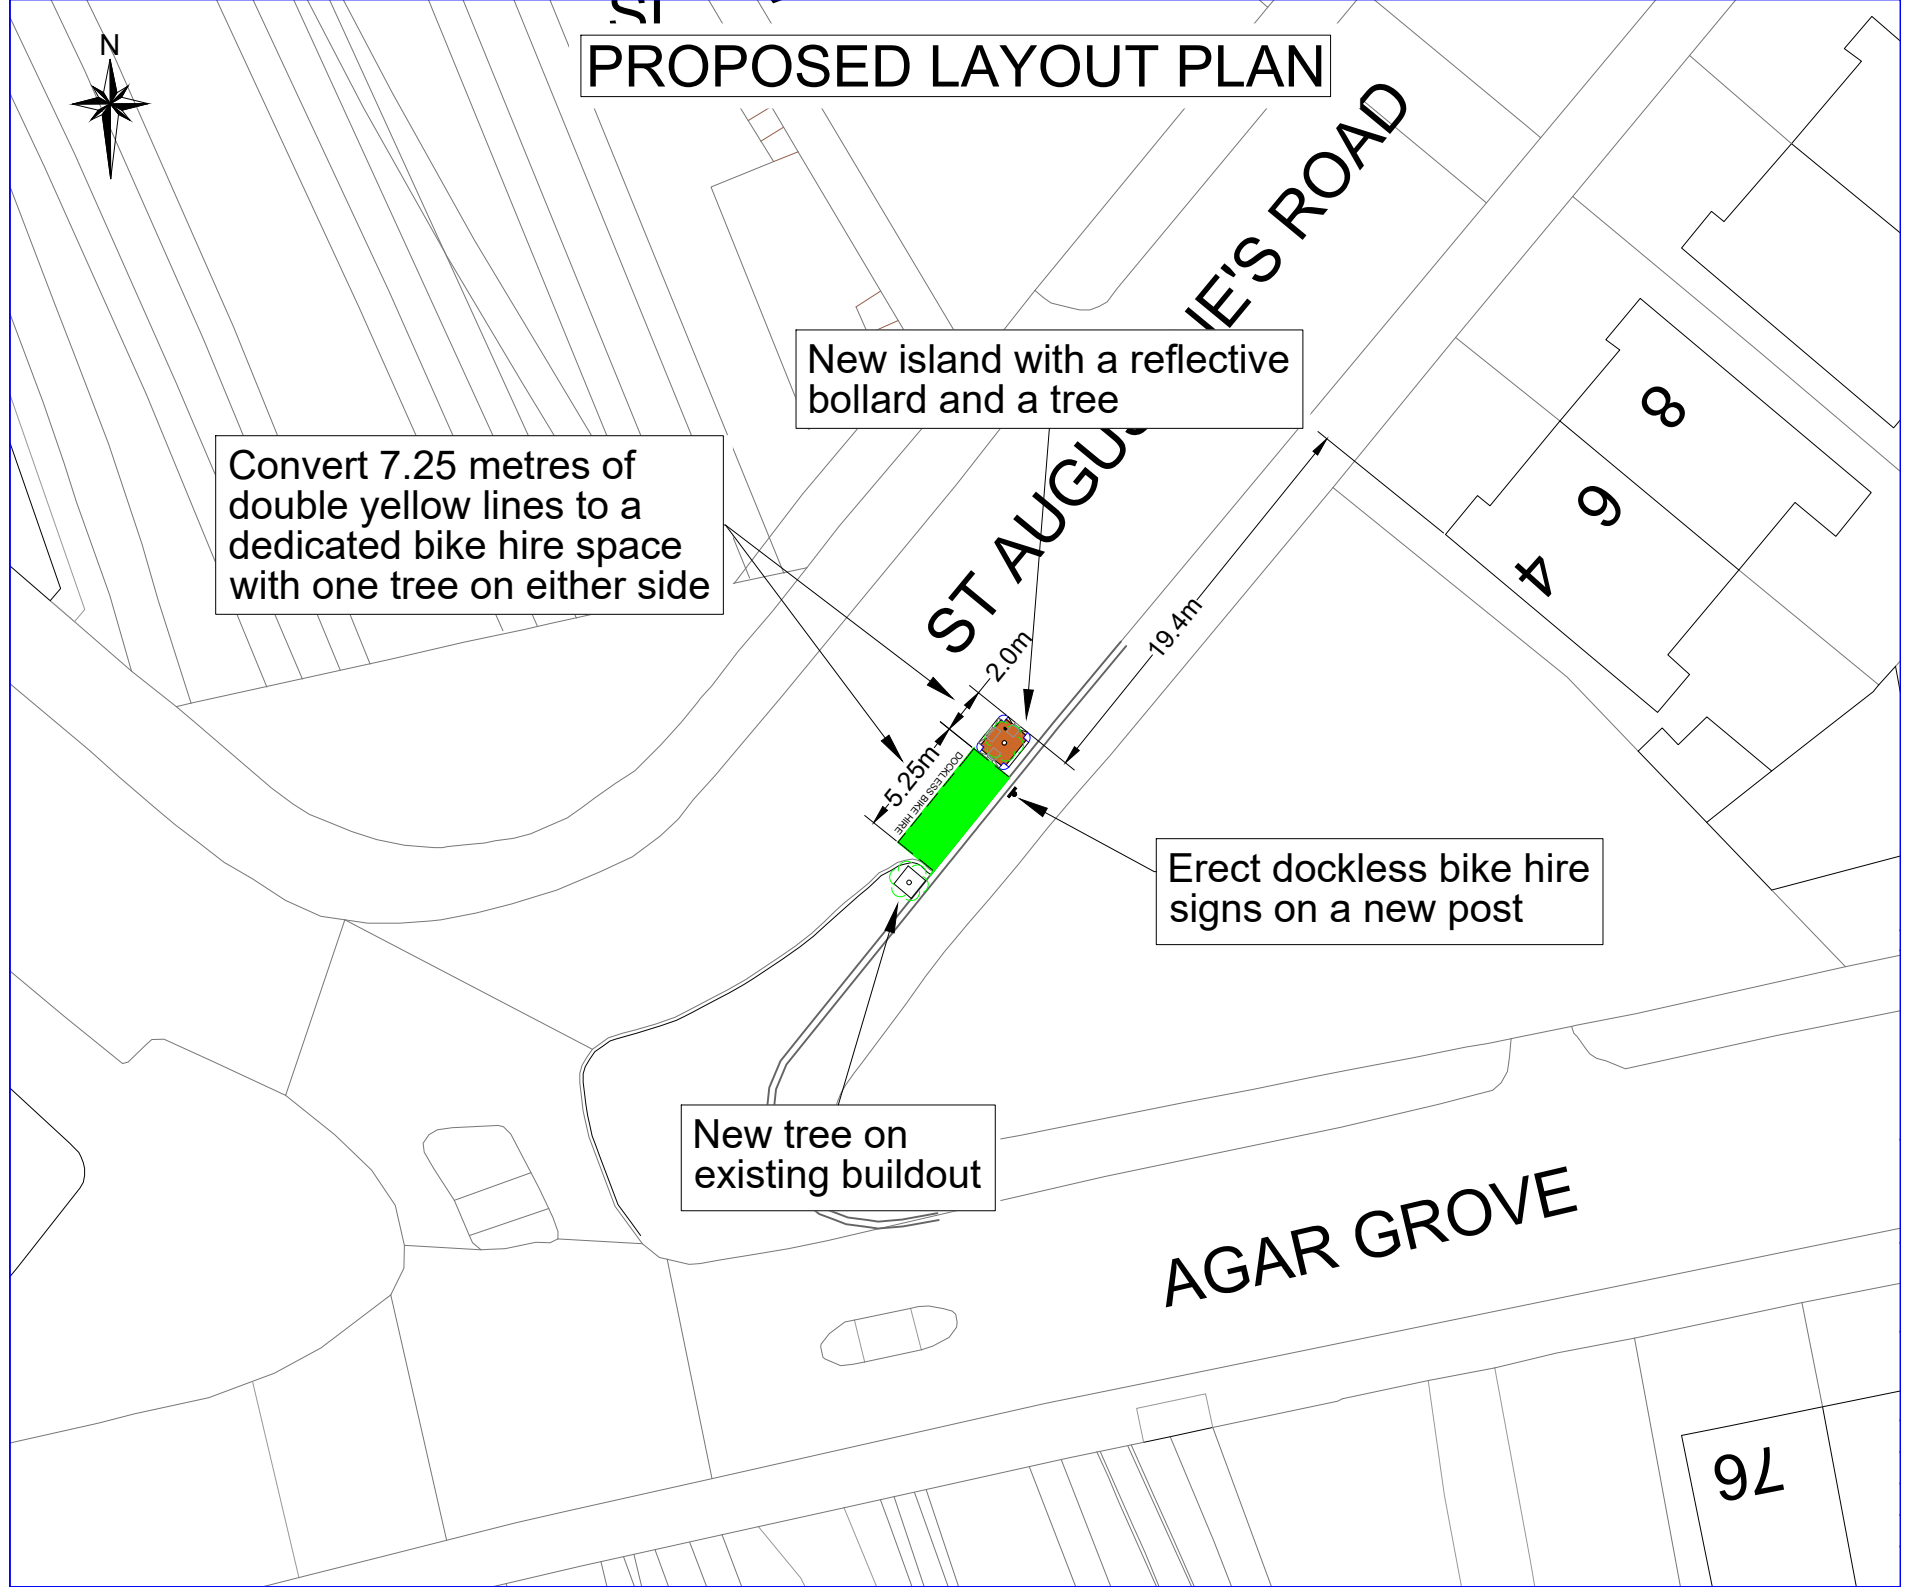 N
PROPOSED LAYOUT PLAN
New island with a reflective
bollard and a tree
Convert 7.25 metres of
double yellow lines to a
dedicated bike hire space
with one tree on either side
ROAD
ST
8
6
4
19.4m
2.0m
5.25m
DOCKLESS BIKE HIRE
Erect dockless bike hire
signs on a new post
New tree on
existing buildout
AGAR GROVE
76